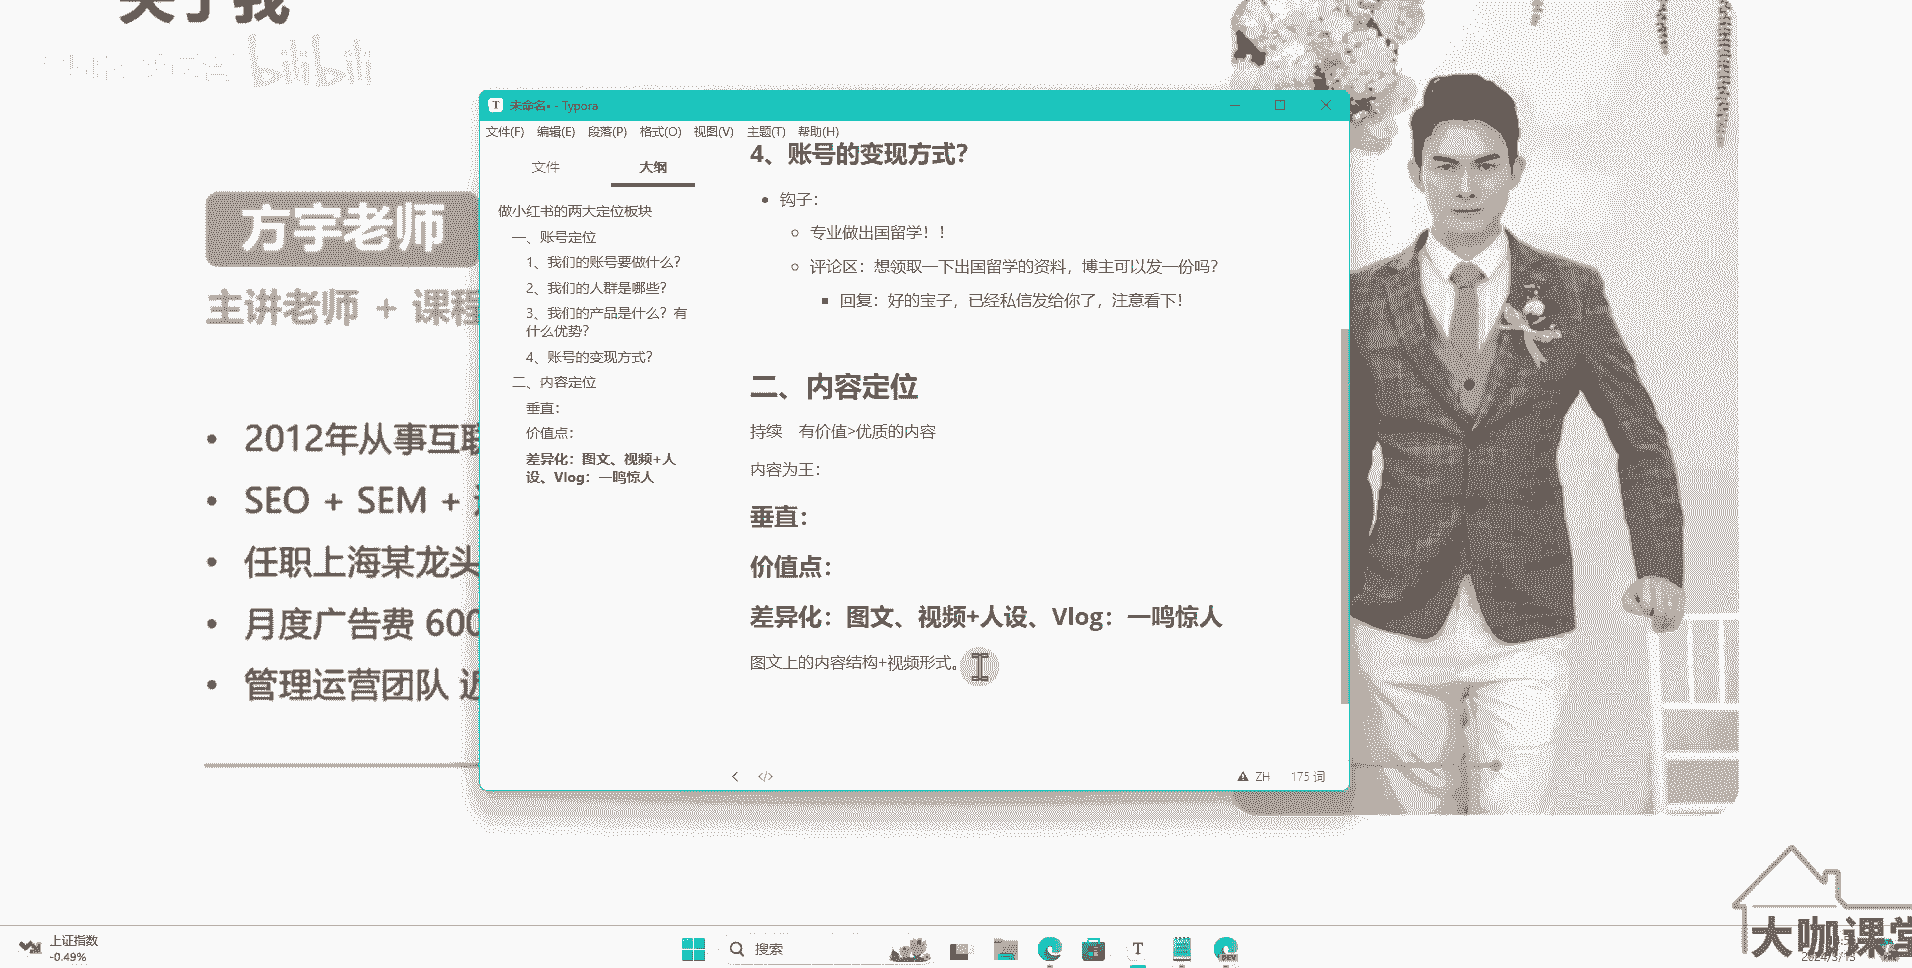 关于我
bilibili
方宇老师
主讲老师 + 课程
2012年从事互联
SEO + SEM +
任职上海某龙头
月度广告费 600
管理运营团队 近
未命名• - Typora
文件(F) 编辑(E) 段落(P) 格式(O) 视图(V) 主题(T) 帮助(H)
文件 大纲
做小红书的两大定位板块
一、账号定位
1、我们的账号要做什么?
2、我们的人群是哪些?
3、我们的产品是什么？有
什么优势?
4、账号的变现方式?
二、内容定位
垂直：
价值点：
差异化：图文、视频+人
设、Vlog：一鸣惊人
4、账号的变现方式?
钩子：
专业做出国留学！！
评论区：想领取一下出国留学的资料，博主可以发一份吗?
回复：好的宝子，已经私信发给你了，注意看下!
二、内容定位
持续 有价值>优质的内容
内容为王：
垂直：
价值点：
差异化：图文、视频+人设、Vlog：一鸣惊人
图文上的内容结构+视频形式。
ZH 175 词
大咖课堂
上证指数
-0.49%
搜索
T
DEV